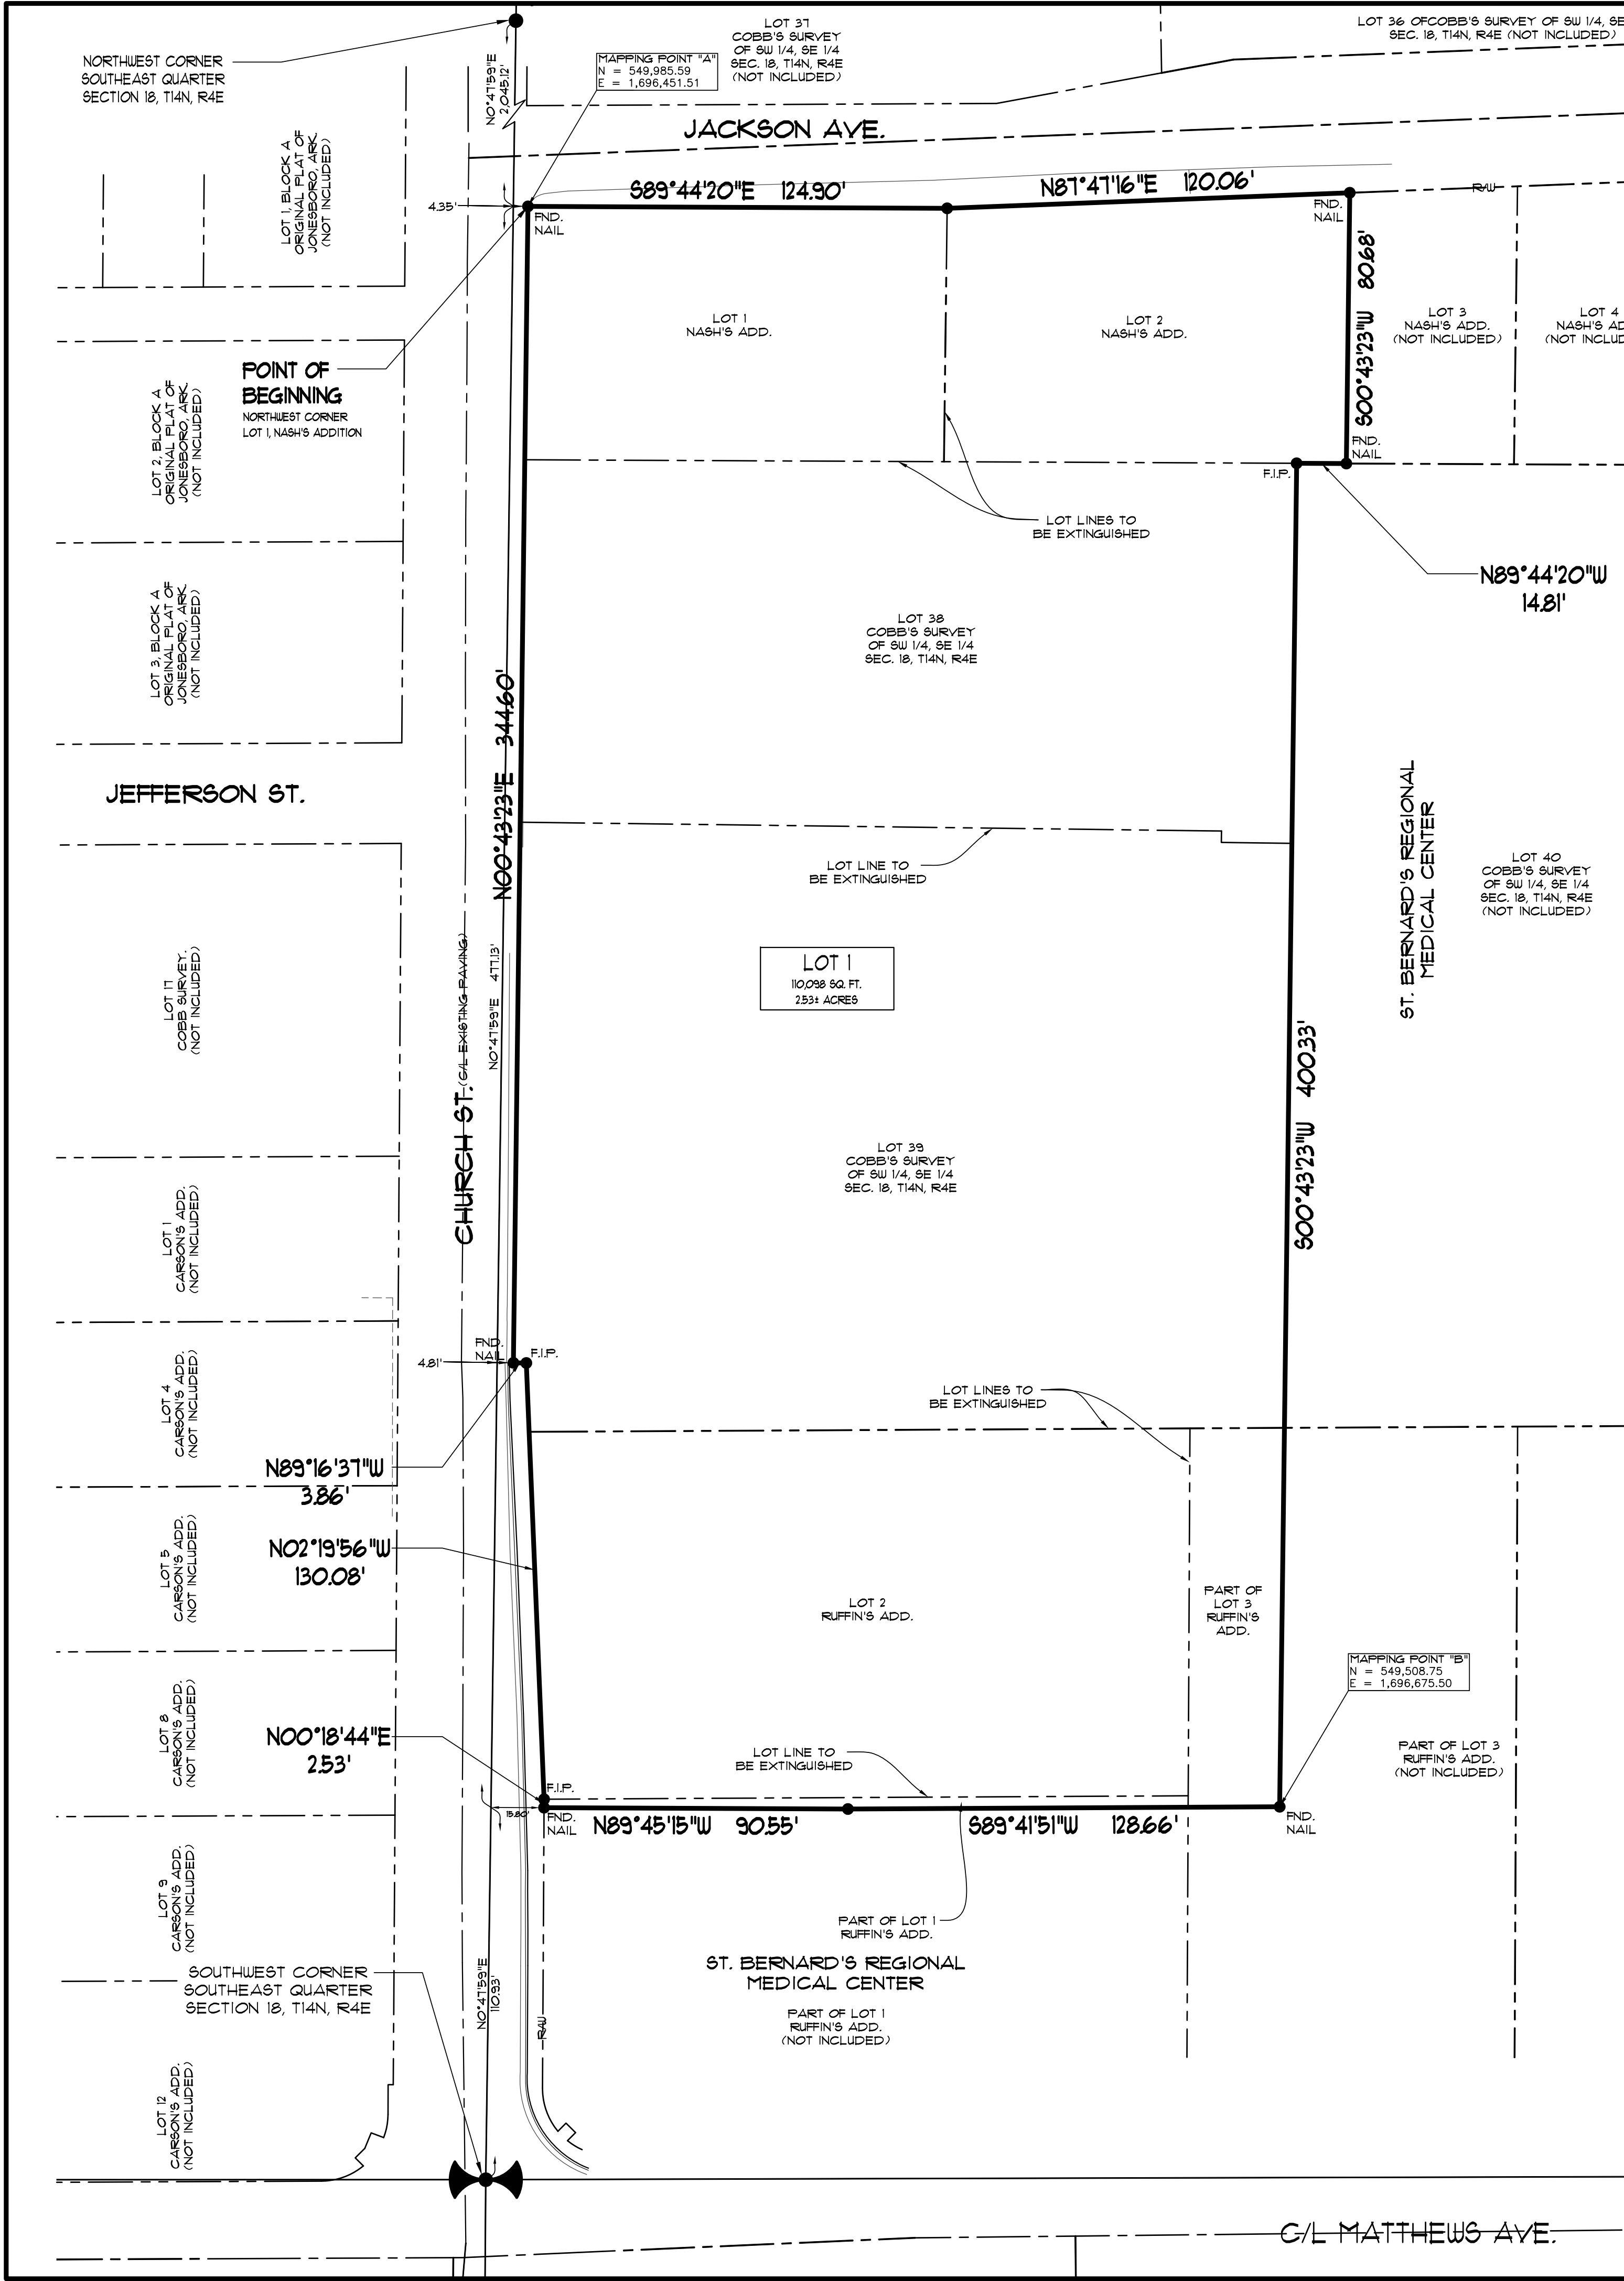 NORTHWEST CORNER
SOUTHEAST QUARTER
SECTION 18, T14N, R4E
N0°47'59"E
2,045.12'
MAPPING POINT "A"
N = 549,985.59
E = 1,696,451.51
LOT 37
COBB'S SURVEY
OF SW 1/4, SE 1/4
SEC. 18, T14N, R4E
(NOT INCLUDED)
LOT 36 OFCOBB'S SURVEY OF SW 1/4, SE
SEC. 18, T14N, R4E (NOT INCLUDED)
JACKSON AVE.
LOT 1, BLOCK A
ORIGINAL PLAT OF
JONESBORO, ARK.
(NOT INCLUDED)
4.35'
S89°44'20"E 124.90'
N87°47'16"E 120.06'
R/W
FND.
NAIL
FND.
NAIL
S00°43'23"W 80.68'
LOT 1
NASH'S ADD.
LOT 2
NASH'S ADD.
LOT 3
NASH'S ADD.
(NOT INCLUDED)
LOT 4
NASH'S AD
(NOT INCLUD
POINT OF
BEGINNING
NORTHWEST CORNER
LOT 1, NASH'S ADDITION
LOT 2, BLOCK A
ORIGINAL PLAT OF
JONESBORO, ARK.
(NOT INCLUDED)
FND.
NAIL
F.I.P.
LOT LINES TO
BE EXTINGUISHED
N89°44'20"W
14.81'
LOT 3, BLOCK A
ORIGINAL PLAT OF
JONESBORO, ARK.
(NOT INCLUDED)
LOT 38
COBB'S SURVEY
OF SW 1/4, SE 1/4
SEC. 18, T14N, R4E
N00°43'23"E 344.60'
JEFFERSON ST.
LOT LINE TO
BE EXTINGUISHED
ST. BERNARD'S REGIONAL
MEDICAL CENTER
LOT 40
COBB'S SURVEY
OF SW 1/4, SE 1/4
SEC. 18, T14N, R4E
(NOT INCLUDED)
LOT 17
COBB SURVEY.
(NOT INCLUDED)
CHURCH ST. (C/L EXISTING PAVING)
N0°47'59"E 477.13'
LOT 1
110,098 SQ. FT.
2.53± ACRES
S00°43'23"W 400.33'
LOT 39
COBB'S SURVEY
OF SW 1/4, SE 1/4
SEC. 18, T14N, R4E
LOT 1
CARSON'S ADD.
(NOT INCLUDED)
FND.
NAIL
F.I.P.
4.81'
LOT 4
CARSON'S ADD.
(NOT INCLUDED)
LOT LINES TO
BE EXTINGUISHED
N89°16'37"W
3.86'
N02°19'56"W
130.08'
LOT 5
CARSON'S ADD.
(NOT INCLUDED)
LOT 2
RUFFIN'S ADD.
PART OF
LOT 3
RUFFIN'S
ADD.
MAPPING POINT "B"
N = 549,508.75
E = 1,696,675.50
LOT 8
CARSON'S ADD.
(NOT INCLUDED)
N00°18'44"E
2.53'
LOT LINE TO
BE EXTINGUISHED
PART OF LOT 3
RUFFIN'S ADD.
(NOT INCLUDED)
F.I.P.
15.80'
FND.
NAIL
N89°45'15"W 90.55'
S89°41'51"W 128.66'
FND.
NAIL
LOT 9
CARSON'S ADD.
(NOT INCLUDED)
PART OF LOT 1
RUFFIN'S ADD.
ST. BERNARD'S REGIONAL
MEDICAL CENTER
SOUTHWEST CORNER
SOUTHEAST QUARTER
SECTION 18, T14N, R4E
N0°47'59"E
110.93'
R/W
PART OF LOT 1
RUFFIN'S ADD.
(NOT INCLUDED)
LOT 12
CARSON'S ADD.
(NOT INCLUDED)
C/L MATTHEWS AVE.